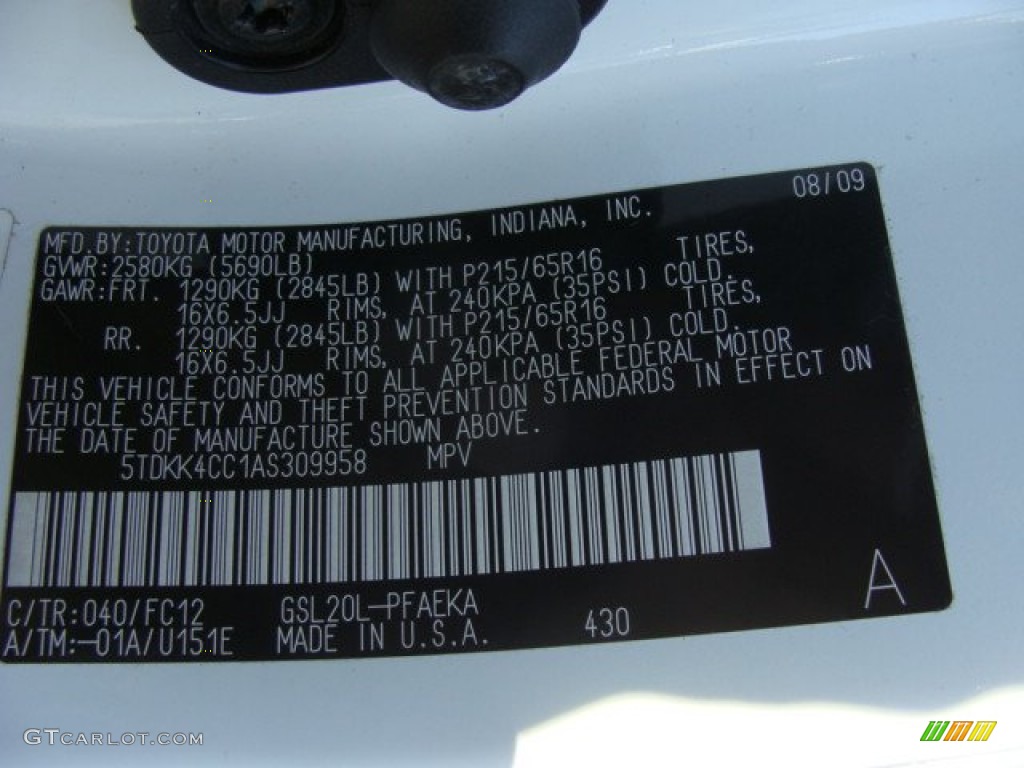 08/09
MFD.BY:TOYOTA MOTOR MANUFACTURING, INDIANA, INC.
GVWR:2580KG (5690LB)
GAWR:FRT. 1290KG (2845LB) WITH P215/65R16 TIRES,
16X6.5JJ RIMS, AT 240KPA (35PSI) COLD.
RR. 1290KG (2845LB) WITH P215/65R16 TIRES,
16X6.5JJ RIMS, AT 240KPA (35PSI) COLD.
THIS VEHICLE CONFORMS TO ALL APPLICABLE FEDERAL MOTOR
VEHICLE SAFETY AND THEFT PREVENTION STANDARDS IN EFFECT ON
THE DATE OF MANUFACTURE SHOWN ABOVE.
5TDKK4CC1AS309958 MPV
C/TR:040/FC12 GSL20L-PFAEKA
A/TM:-01A/U151E MADE IN U.S.A. 430 A
GTCARLOT.COM